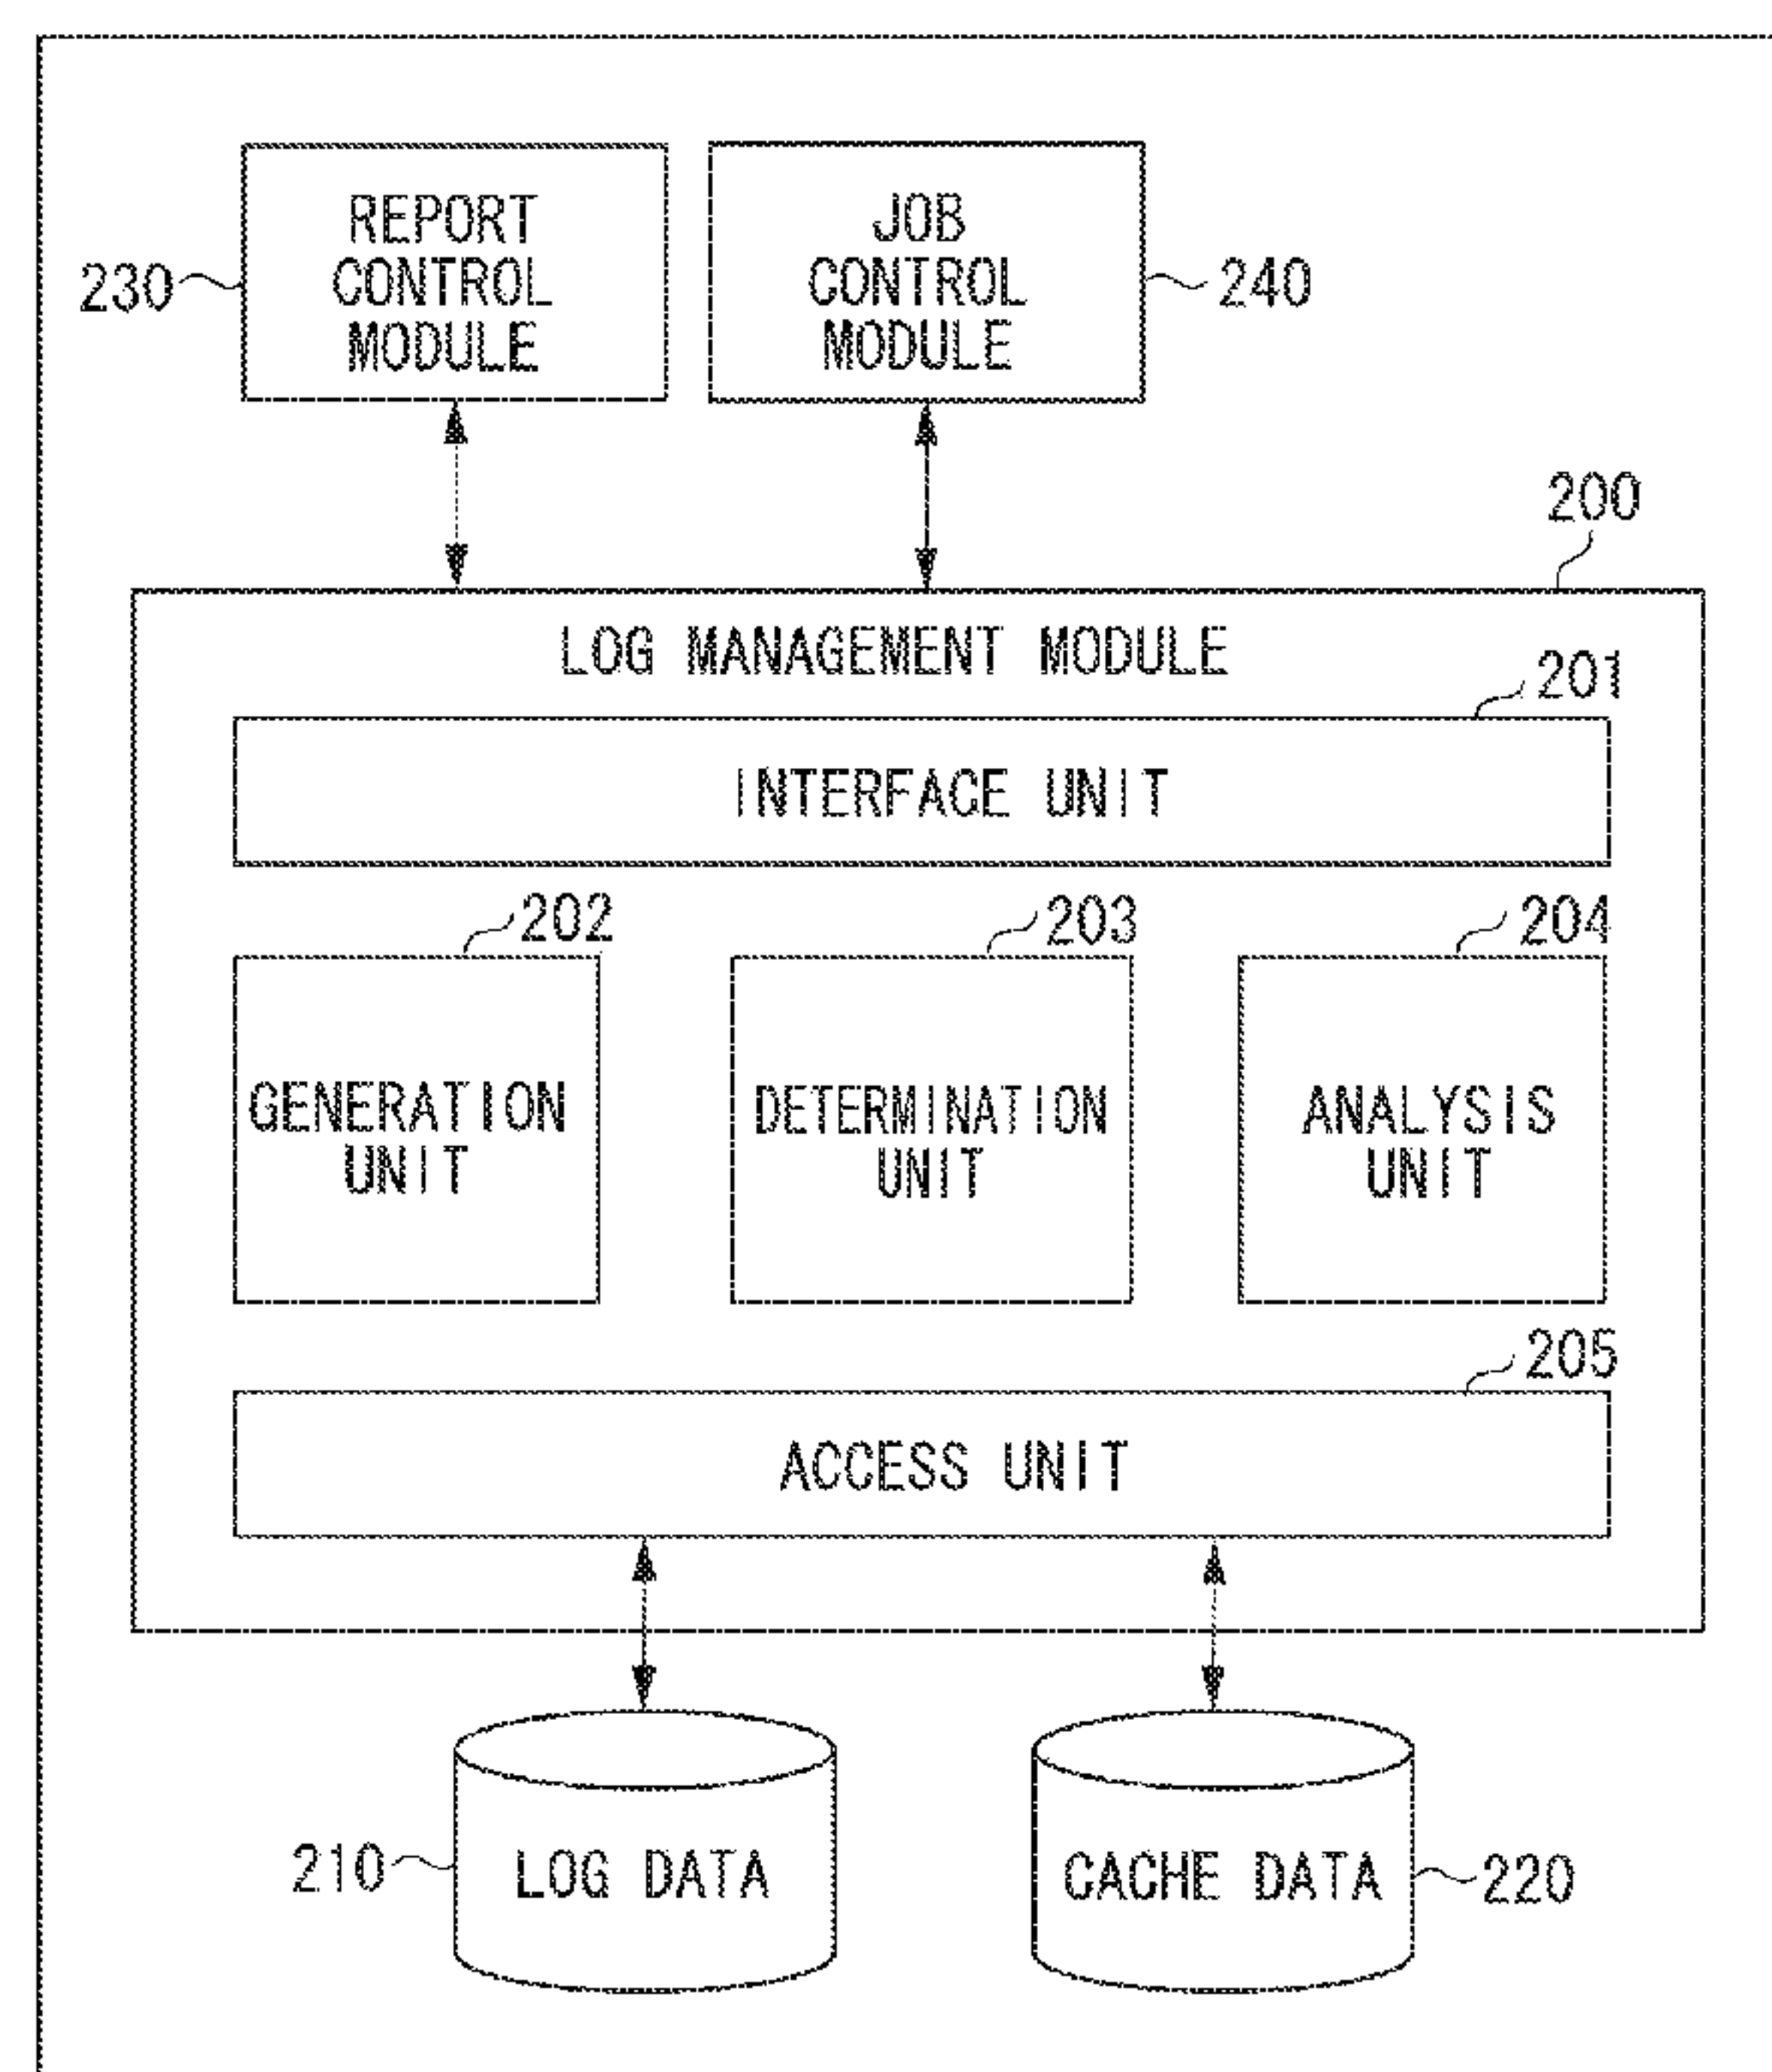 REPORT
CONTROL
MODULE
230
JOB
CONTROL
MODULE
240
200
LOG MANAGEMENT MODULE
201
INTERFACE UNIT
202
203
204
GENERATION
UNIT
DETERMINATION
UNIT
ANALYSIS
UNIT
205
ACCESS UNIT
210
LOG DATA
CACHE DATA
220